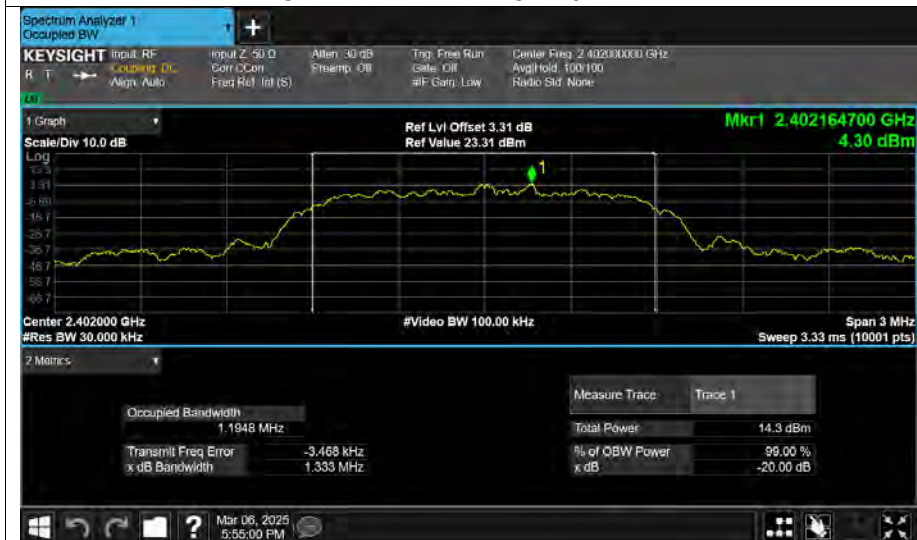 Spectrum Analyzer 1
Occupied BW
+
KEYSIGHT Input: RF Input Z: 50 Ω Atten: 30 dB Trig: Free Run Center Freq: 2.402000000 GHz
R T Coupling: DC Corr CCorr Preamp: Off Gate: Off Avg|Hold: 100/100
Align: Auto Freq Ref: Int (S) #IF Gain: Low Radio Std: None
1 Graph
Ref Lvl Offset 3.31 dB Mkr1 2.402164700 GHz
Scale/Div 10.0 dB Ref Value 23.31 dBm 4.30 dBm
Log
1
13.3
3.31
-6.69
-16.7
-26.7
-36.7
-46.7
-56.7
-66.7
Center 2.402000 GHz #Video BW 100.00 kHz Span 3 MHz
#Res BW 30.000 kHz Sweep 3.33 ms (10001 pts)
2 Metrics
Measure Trace Trace 1
Occupied Bandwidth
1.1948 MHz Total Power 14.3 dBm
Transmit Freq Error -3.468 kHz % of OBW Power 99.00 %
x dB Bandwidth 1.333 MHz x dB -20.00 dB
? Mar 06, 2025
5:55:00 PM